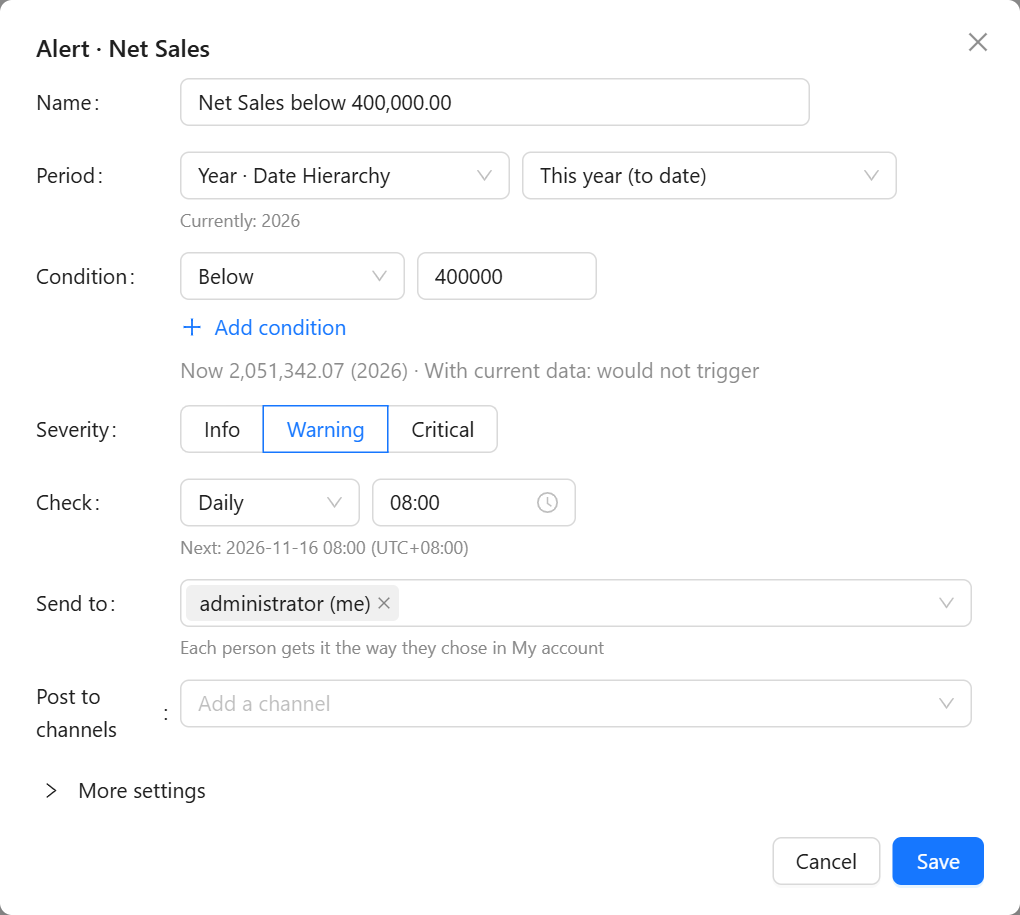 Alert · Net Sales
Name:
Net Sales below 400,000.00
Period:
Year · Date Hierarchy
This year (to date)
Currently: 2026
Condition:
Below
400000
+ Add condition
Now 2,051,342.07 (2026) · With current data: would not trigger
Severity:
Info
Warning
Critical
Check:
Daily
08:00
Next: 2026-11-16 08:00 (UTC+08:00)
Send to:
administrator (me)
Each person gets it the way they chose in My account
Post to
channels :
Add a channel
More settings
Cancel
Save